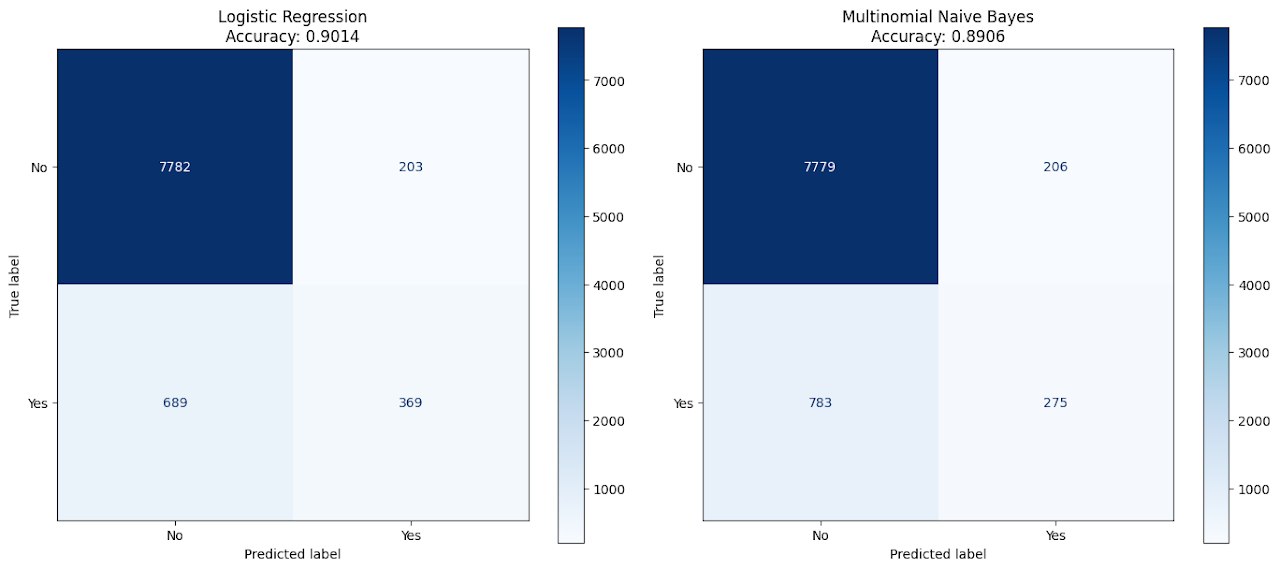 Logistic Regression
Accuracy: 0.9014
No
7782
203
Yes
689
369
No
Yes
True label
Predicted label
7000
6000
5000
4000
3000
2000
1000
Multinomial Naive Bayes
Accuracy: 0.8906
No
7779
206
Yes
783
275
No
Yes
True label
Predicted label
7000
6000
5000
4000
3000
2000
1000